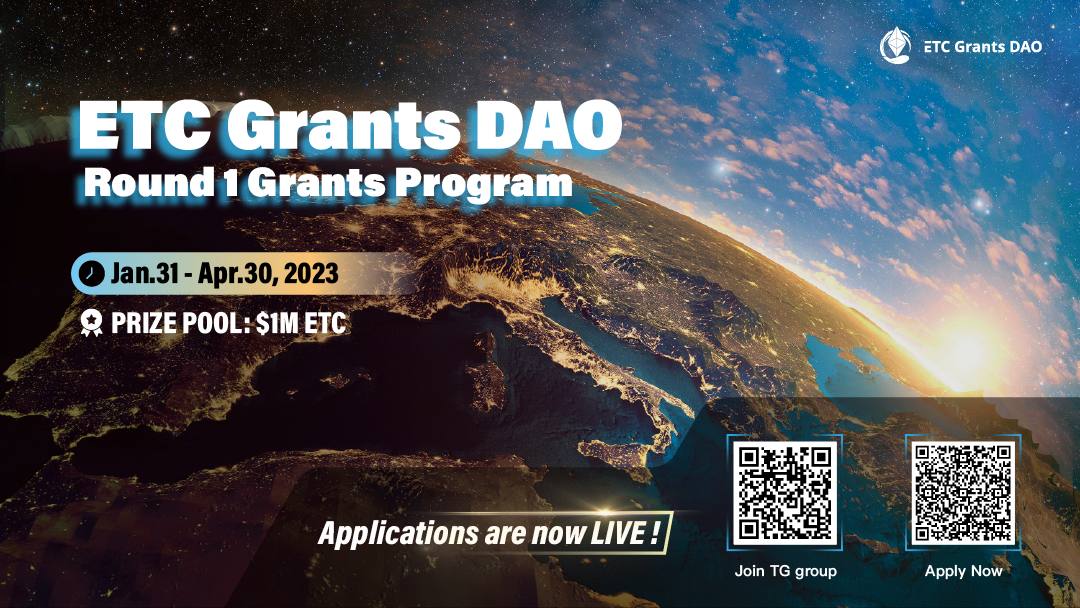 ETC Grants DAO
ETC Grants DAO
Round 1 Grants Program
Jan.31 - Apr.30, 2023
PRIZE POOL: $1M ETC
Applications are now LIVE !
Join TG group
Apply Now